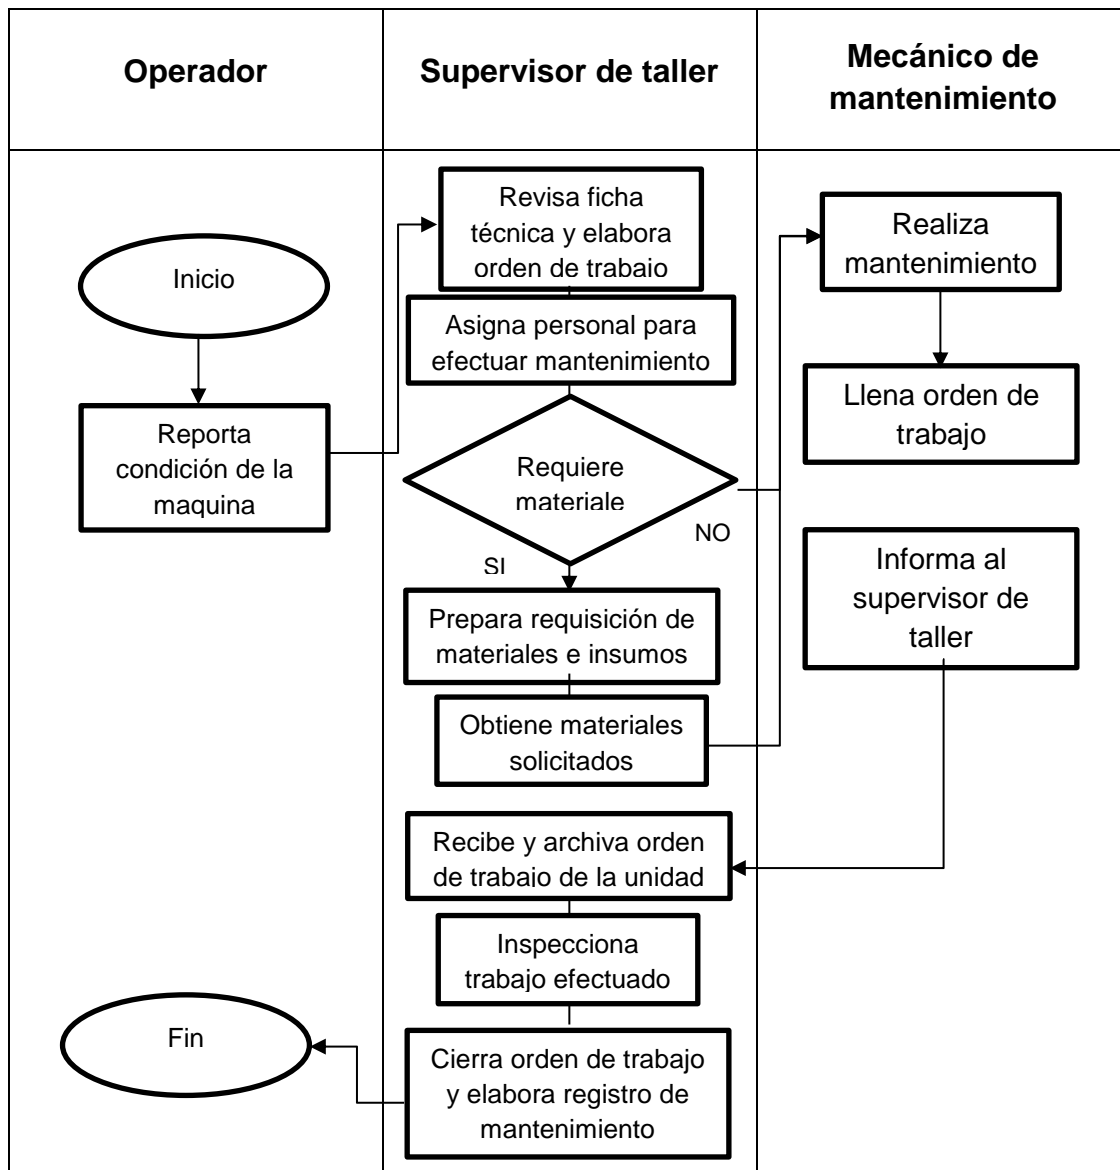 Operador
Supervisor de taller
Mecánico de
mantenimiento
Inicio
Reporta
condición de la
maquina
Revisa ficha
técnica y elabora
orden de trabajo
Asigna personal para
efectuar mantenimiento
Requiere
materiale
NO
SI
Prepara requisición de
materiales e insumos
Obtiene materiales
solicitados
Realiza
mantenimiento
Llena orden de
trabajo
Informa al
supervisor de
taller
Recibe y archiva orden
de trabajo de la unidad
Inspecciona
trabajo efectuado
Cierra orden de trabajo
y elabora registro de
mantenimiento
Fin